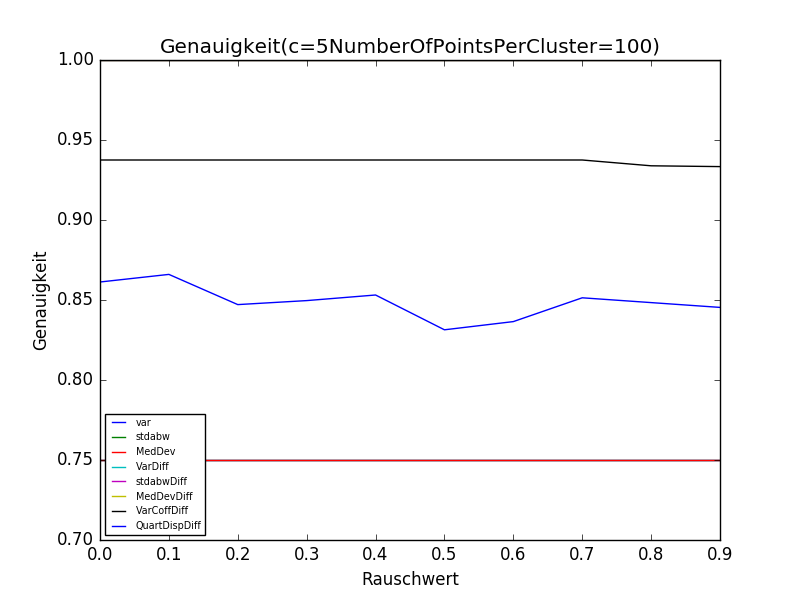 Genauigkeit(c=5NumberOfPointsPerCluster=100)
1.00
0.95
0.90
0.85
0.80
0.75
0.70
Genauigkeit
var
stdabw
MedDev
VarDiff
stdabwDiff
MedDevDiff
VarCoffDiff
QuartDispDiff
0.0 0.1 0.2 0.3 0.4 0.5 0.6 0.7 0.8 0.9
Rauschwert